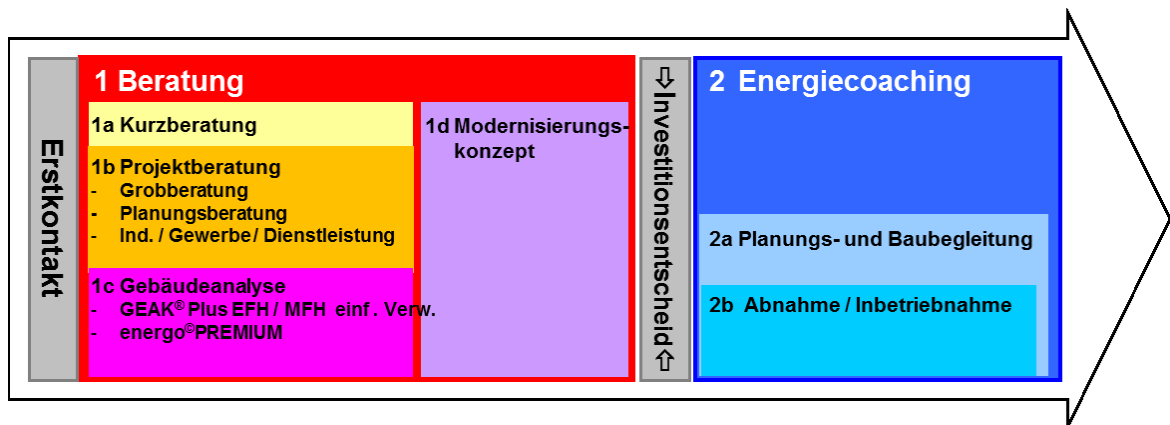 Erstkontakt
1 Beratung
1a Kurzberatung
1b Projektberatung
- Grobberatung
- Planungsberatung
- Ind. / Gewerbe / Dienstleistung
1c Gebäudeanalyse
- GEAK® Plus EFH / MFH einf. Verw.
- energo©PREMIUM
1d Modernisierungs-
konzept
⇩Investitionsentscheid⇧
2 Energiecoaching
2a Planungs- und Baubegleitung
2b Abnahme / Inbetriebnahme